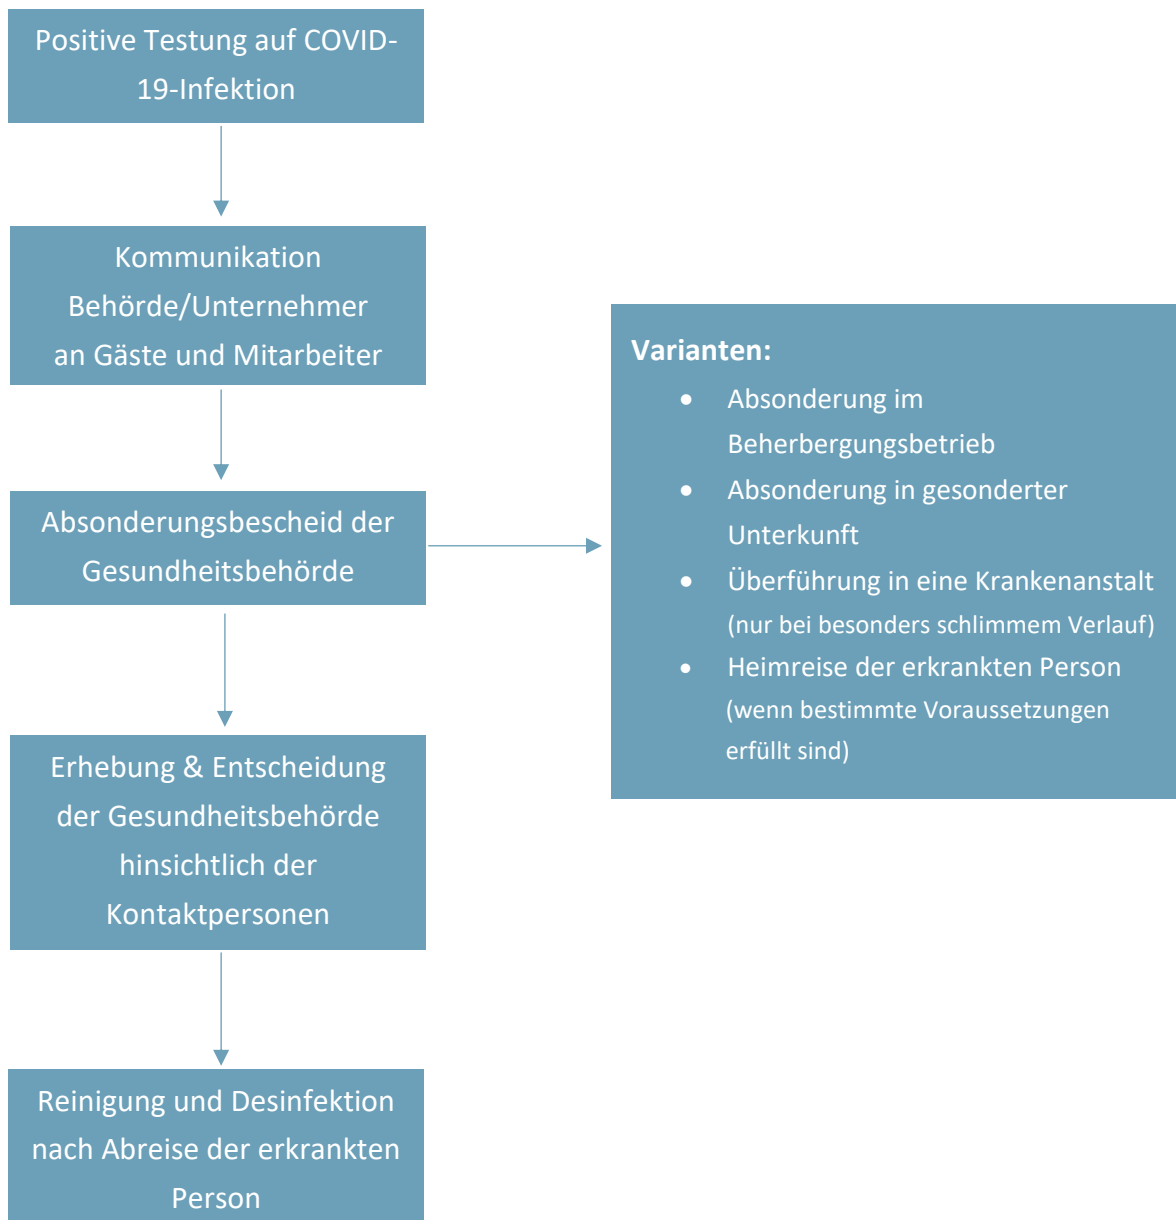 Positive Testung auf COVID-
19-Infektion
Kommunikation
Behörde/Unternehmer
an Gäste und Mitarbeiter
Absonderungsbescheid der
Gesundheitsbehörde
Varianten:
• Absonderung im
Beherbergungsbetrieb
• Absonderung in gesonderter
Unterkunft
• Überführung in eine Krankenanstalt
(nur bei besonders schlimmem Verlauf)
• Heimreise der erkrankten Person
(wenn bestimmte Voraussetzungen
erfüllt sind)
Erhebung & Entscheidung
der Gesundheitsbehörde
hinsichtlich der
Kontaktpersonen
Reinigung und Desinfektion
nach Abreise der erkrankten
Person